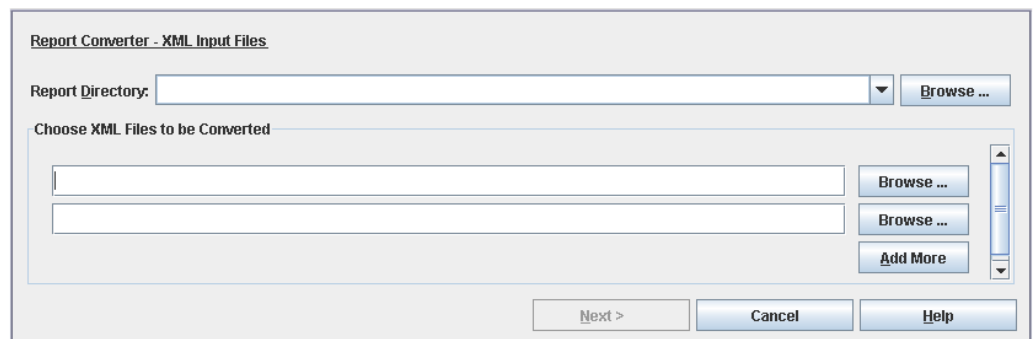 Report Converter - XML Input Files
Report Directory: Browse ...
Choose XML Files to be Converted
Browse ...
Browse ...
Add More
Next > Cancel Help